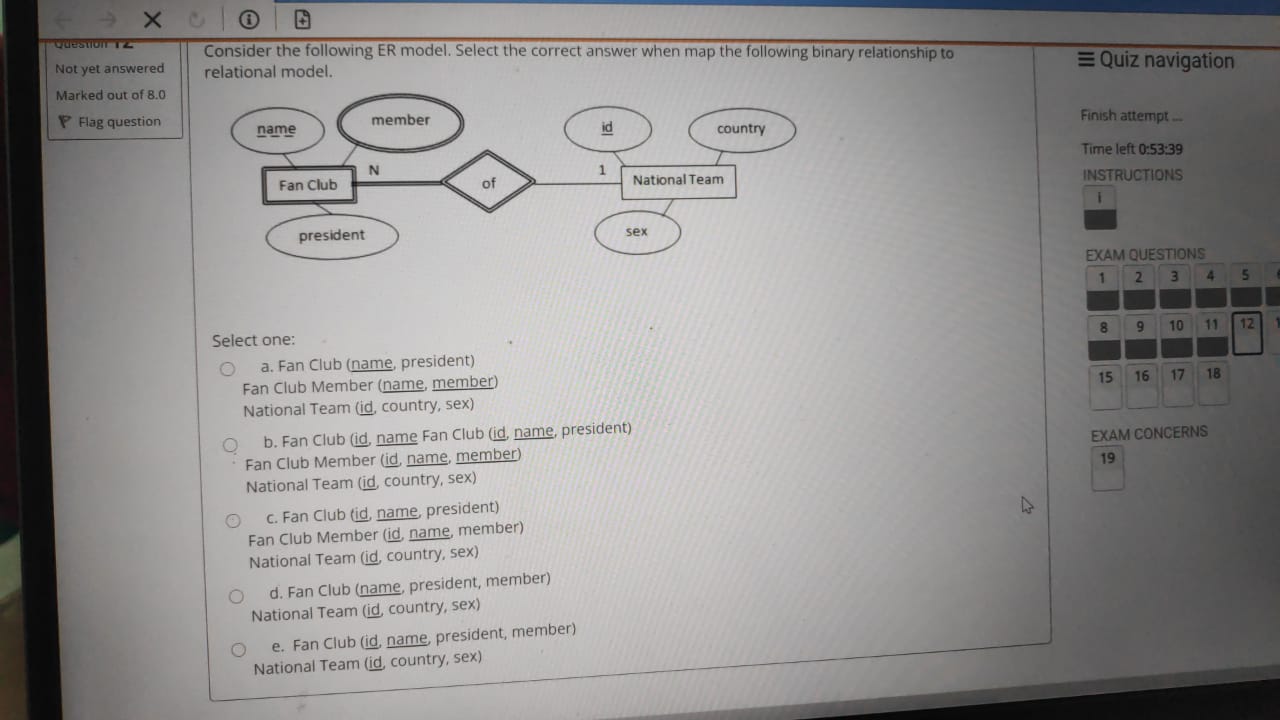 Question 12
Not yet answered
Marked out of 8.0
Flag question
Consider the following ER model. Select the correct answer when map the following binary relationship to
relational model.
name
member
id
country
Fan Club
N
of
1
National Team
president
sex
Select one:
a. Fan Club (name, president)
Fan Club Member (name, member)
National Team (id, country, sex)
b. Fan Club (id, name Fan Club (id, name, president)
Fan Club Member (id, name, member)
National Team (id, country, sex)
c. Fan Club (id, name, president)
Fan Club Member (id, name, member)
National Team (id, country, sex)
d. Fan Club (name, president, member)
National Team (id, country, sex)
e. Fan Club (id, name, president, member)
National Team (id, country, sex)
Quiz navigation
Finish attempt ...
Time left 0:53:39
INSTRUCTIONS
i
EXAM QUESTIONS
1 2 3 4 5
8 9 10 11 12
15 16 17 18
EXAM CONCERNS
19